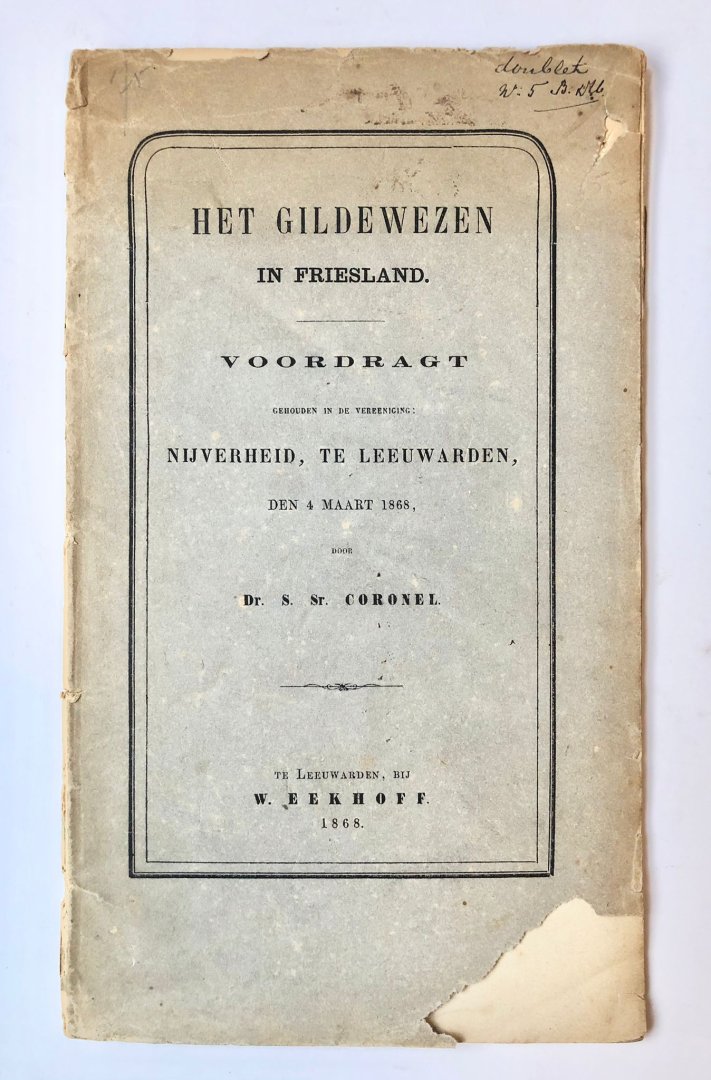 doublet
HET GILDEWEZEN
IN FRIESLAND.
VOORDRAGT
GEHOUDEN IN DE VEREENIGING:
NIJVERHEID, TE LEEUWARDEN,
DEN 4 MAART 1868,
DOOR
Dr. S. Sr. CORONEL.
TE LEEUWARDEN, BIJ
W. EEKHOFF.
1868.